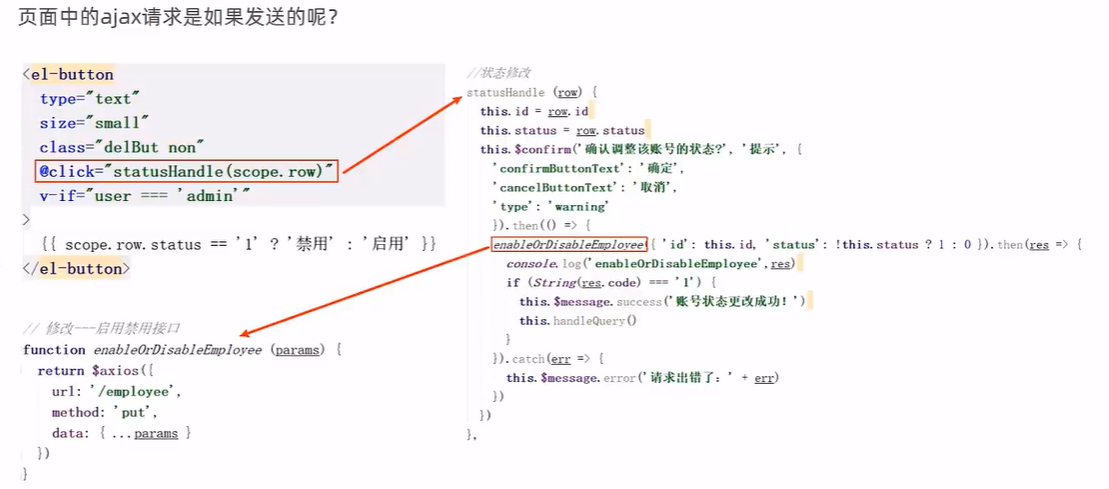 页面中的ajax请求是如果发送的呢?
<el-button
type="text"
size="small"
class="delBut non"
@click="statusHandle(scope.row)"
v-if="user === 'admin'"
>
{{ scope.row.status == '1' ? '禁用' : '启用' }}
</el-button>
// 修改---启用禁用接口
function enableOrDisableEmployee (params) {
return $axios({
url: '/employee',
method: 'put',
data: { ...params }
})
}
//状态修改
statusHandle (row) {
this.id = row.id
this.status = row.status
this.$confirm('确认调整该账号的状态?', '提示', {
'confirmButtonText': '确定',
'cancelButtonText': '取消',
'type': 'warning'
}).then(() => {
enableOrDisableEmployee({ 'id': this.id, 'status': !this.status ? 1 : 0 }).then(res => {
console.log('enableOrDisableEmployee',res)
if (String(res.code) === '1') {
this.$message.success('账号状态更改成功！')
this.handleQuery()
}
}).catch(err => {
this.$message.error('请求出错了：' + err)
})
})
},